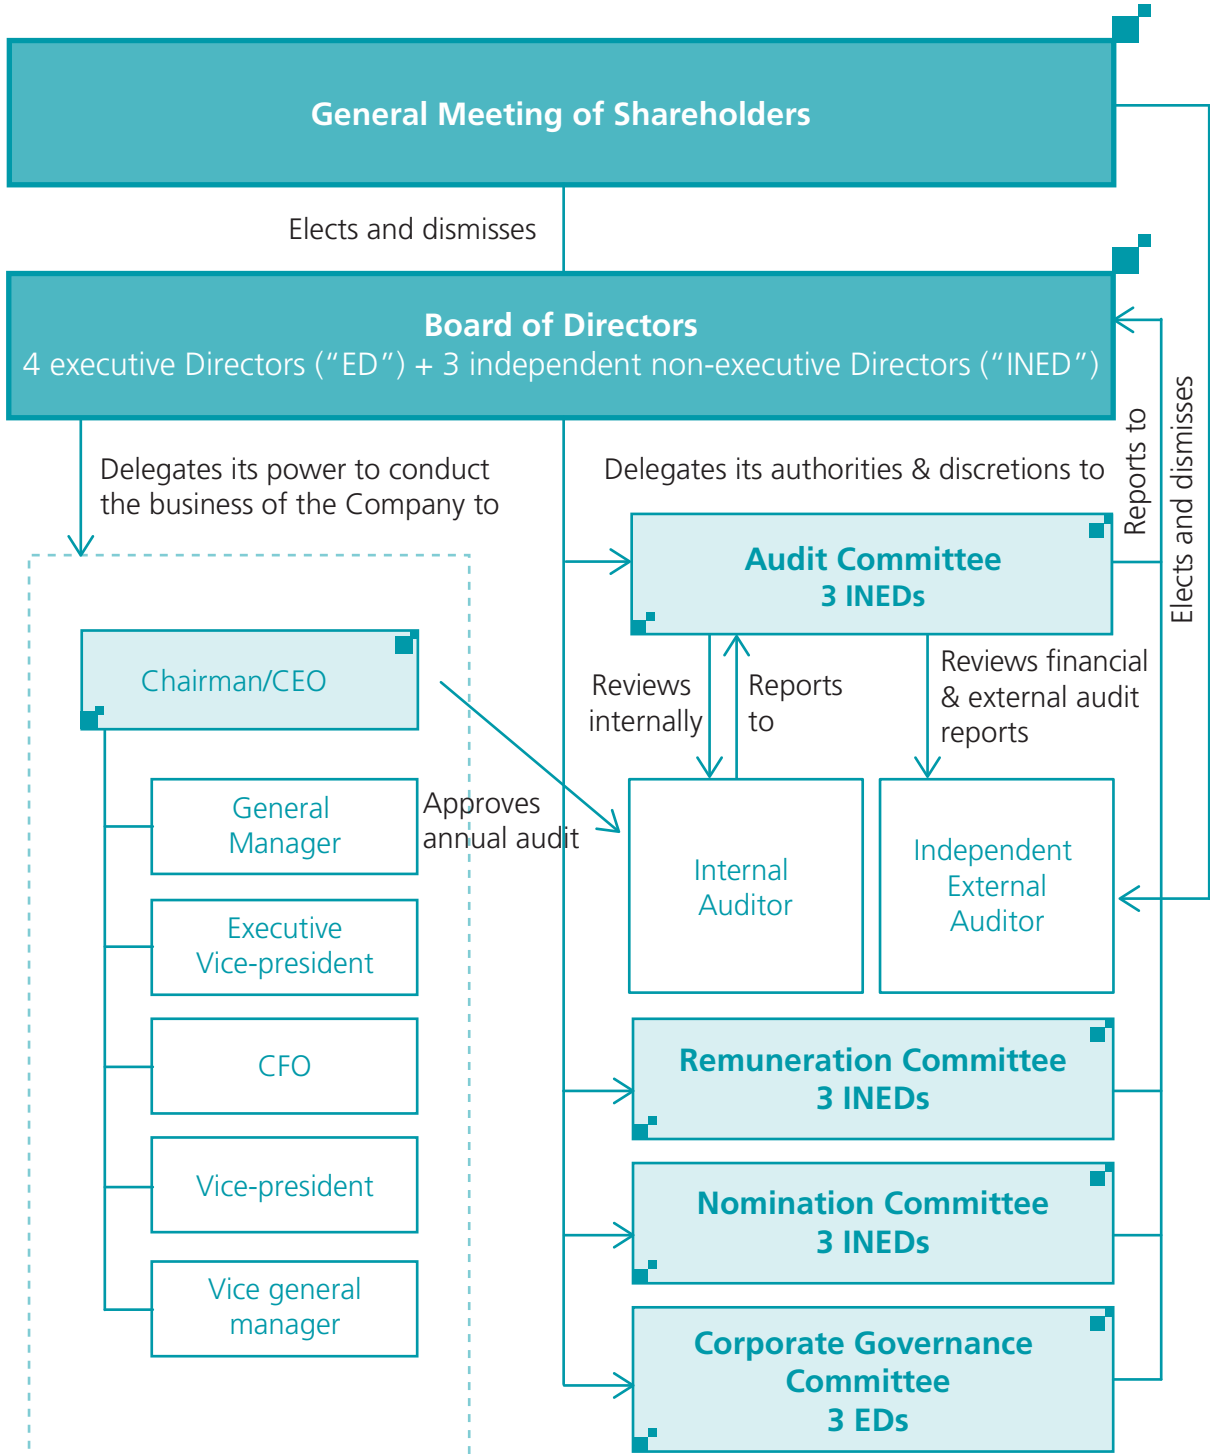 General Meeting of Shareholders
Elects and dismisses
Board of Directors
4 executive Directors (“ED”) + 3 independent non-executive Directors (“INED”)
Delegates its power to conduct
the business of the Company to
Delegates its authorities & discretions to
Reports to
Elects and dismisses
Audit Committee
3 INEDs
Chairman/CEO
Reviews
internally
Reports
to
Reviews financial
& external audit
reports
General
Manager
Approves
annual audit
Internal
Auditor
Independent
External
Auditor
Executive
Vice-president
CFO
Vice-president
Vice general
manager
Remuneration Committee
3 INEDs
Nomination Committee
3 INEDs
Corporate Governance
Committee
3 EDs